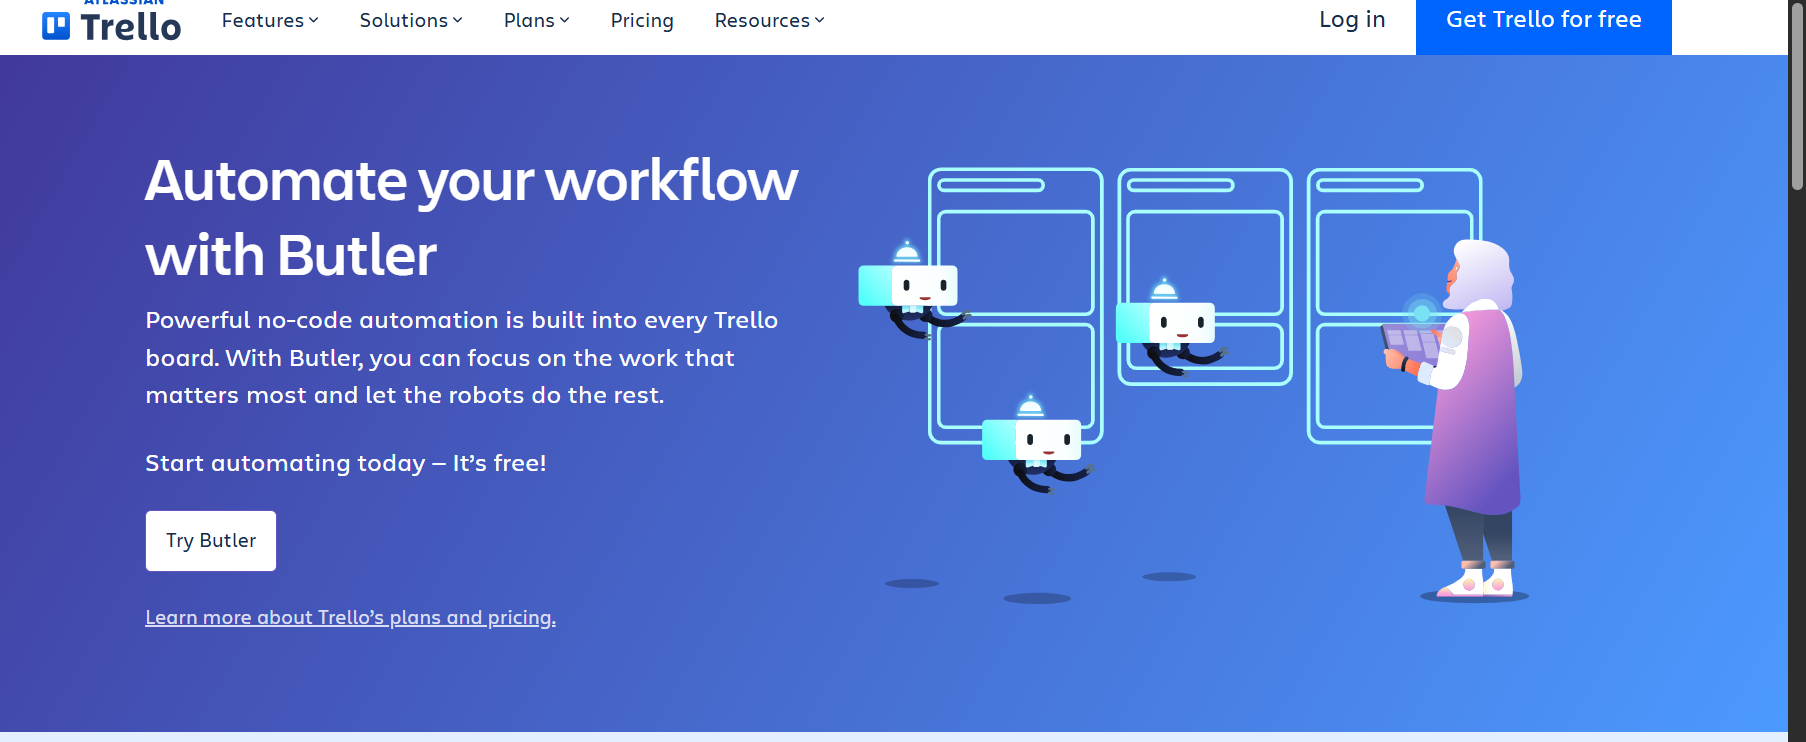 ATLASSIAN
Trello
Features
Solutions
Plans
Pricing
Resources
Log in
Get Trello for free
Automate your workflow
with Butler
Powerful no-code automation is built into every Trello
board. With Butler, you can focus on the work that
matters most and let the robots do the rest.
Start automating today – It’s free!
Try Butler
Learn more about Trello’s plans and pricing.